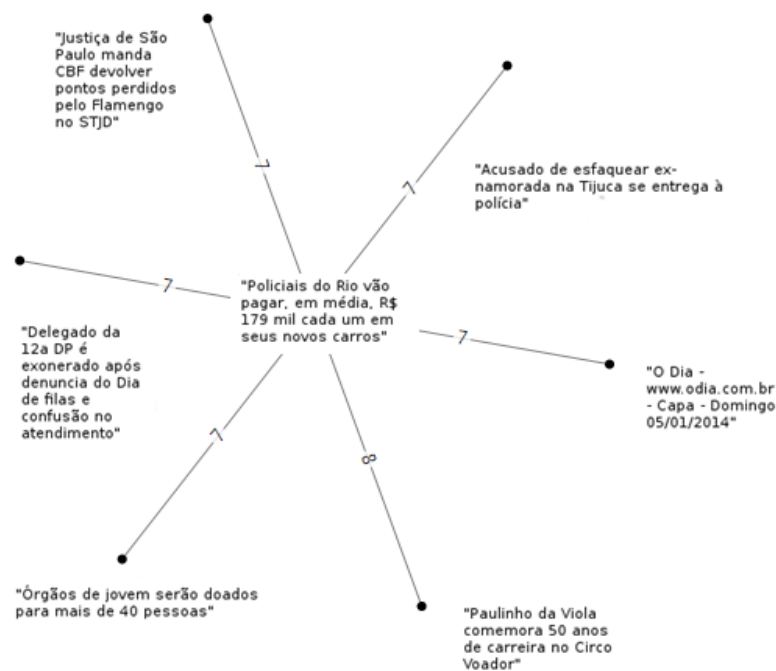 "Justiça de São
Paulo manda
CBF devolver
pontos perdidos
pelo Flamengo
no STJD"
7
7
"Acusado de esfaquear ex-
namorada na Tijuca se entrega à
polícia"
7
"Policiais do Rio vão
pagar, em média, R$
179 mil cada um em
seus novos carros"
7
"Delegado da
12a DP é
exonerado após
denuncia do Dia
de filas e
confusão no
atendimento"
"O Dia -
www.odia.com.br
- Capa - Domingo
05/01/2014"
7
8
"Órgãos de jovem serão doados
para mais de 40 pessoas"
"Paulinho da Viola
comemora 50 anos
de carreira no Circo
Voador"